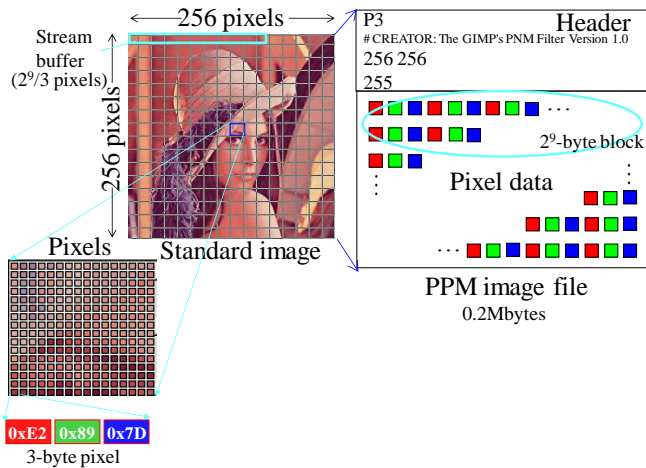 256 pixels
Stream
buffer
(2⁹/3 pixels)
256 pixels
Standard image
P3
Header
# CREATOR: The GIMP's PNM Filter Version 1.0
256 256
255
...
2⁹-byte block
Pixel data
...
PPM image file
0.2Mbytes
Pixels
0xE2 0x89 0x7D
3-byte pixel